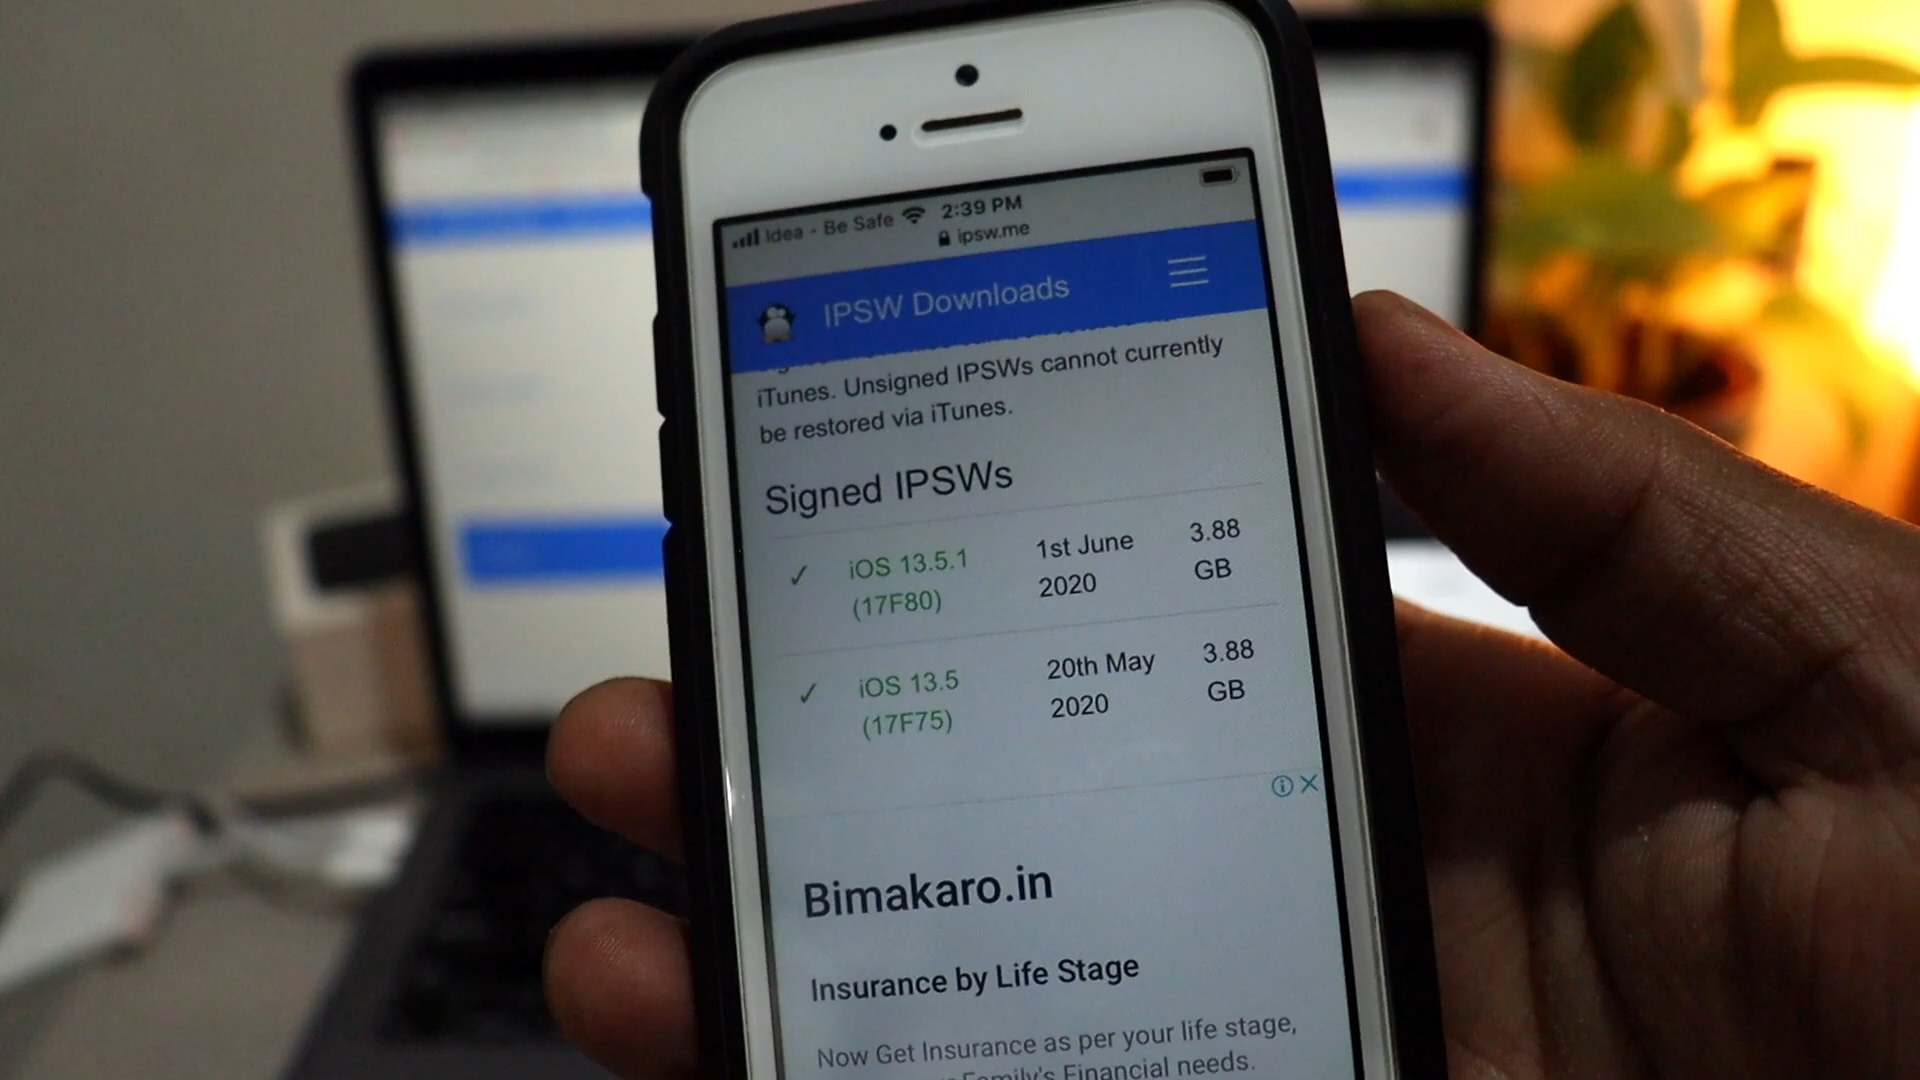 Idea - Be Safe 2:39 PM
ipsw.me
IPSW Downloads
iTunes. Unsigned IPSWs cannot currently
be restored via iTunes.
Signed IPSWs
✓ iOS 13.5.1 1st June 3.88
(17F80) 2020 GB
✓ iOS 13.5 20th May 3.88
(17F75) 2020 GB
Bimakaro.in
Insurance by Life Stage
Now Get Insurance as per your life stage,
Family's Financial needs.